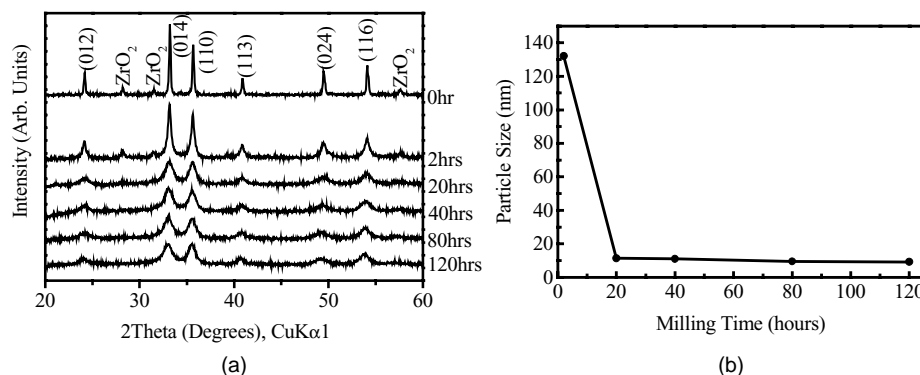 (012)
ZrO2
ZrO2
(014)
(110)
(113)
(024)
(116)
ZrO2
0hr
2hrs
20hrs
40hrs
80hrs
120hrs
Intensity (Arb. Units)
20 30 40 50 60
2Theta (Degrees), CuKα1
(a)
140
120
100
80
60
40
20
0
Particle Size (nm)
0 20 40 60 80 100 120
Milling Time (hours)
(b)